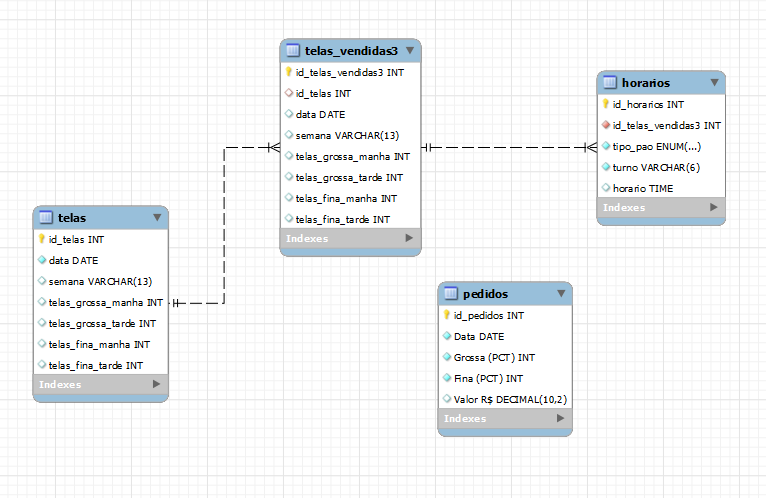 telas_vendidas3
id_telas_vendidas3 INT
id_telas INT
data DATE
semana VARCHAR(13)
telas_grossa_manha INT
telas_grossa_tarde INT
telas_fina_manha INT
telas_fina_tarde INT
Indexes
horarios
id_horarios INT
id_telas_vendidas3 INT
tipo_pao ENUM(...)
turno VARCHAR(6)
horario TIME
Indexes
telas
id_telas INT
data DATE
semana VARCHAR(13)
telas_grossa_manha INT
telas_grossa_tarde INT
telas_fina_manha INT
telas_fina_tarde INT
Indexes
pedidos
id_pedidos INT
Data DATE
Grossa (PCT) INT
Fina (PCT) INT
Valor R$ DECIMAL(10,2)
Indexes